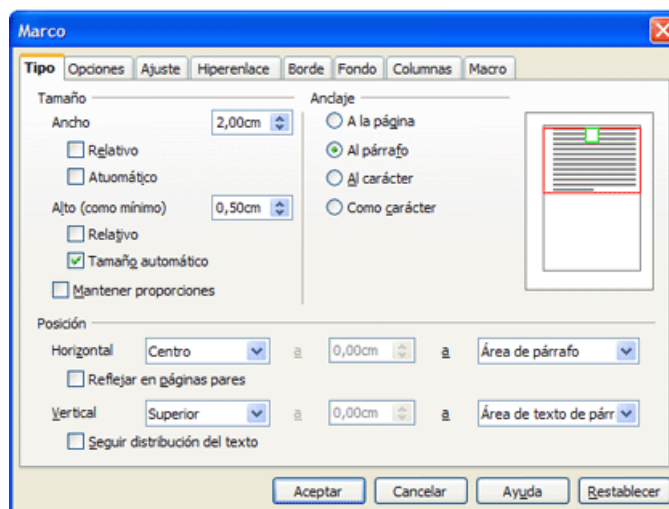 Marco
Tipo Opciones Ajuste Hiperenlace Borde Fondo Columnas Macro
Tamaño
Ancho 2,00cm
Relativo
Atuomático
Alto (como mínimo) 0,50cm
Relativo
Tamaño automático
Mantener proporciones
Anclaje
A la página
Al párrafo
Al carácter
Como carácter
Posición
Horizontal Centro a 0,00cm a Área de párrafo
Reflejar en páginas pares
Vertical Superior a 0,00cm a Área de texto de párr
Seguir distribución del texto
Aceptar Cancelar Ayuda Restablecer